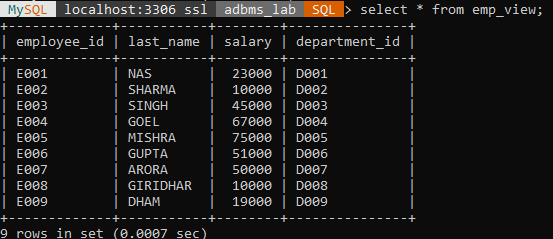 MySQL localhost:3306 ssl adbms_lab SQL > select * from emp_view;
+-------------+-----------+--------+---------------+
| employee_id | last_name | salary | department_id |
+-------------+-----------+--------+---------------+
| E001        | NAS       |  23000 | D001          |
| E002        | SHARMA    |  10000 | D002          |
| E003        | SINGH     |  45000 | D003          |
| E004        | GOEL      |  67000 | D004          |
| E005        | MISHRA    |  75000 | D005          |
| E006        | GUPTA     |  51000 | D006          |
| E007        | ARORA     |  50000 | D007          |
| E008        | GIRIDHAR  |  10000 | D008          |
| E009        | DHAM      |  19000 | D009          |
+-------------+-----------+--------+---------------+
9 rows in set (0.0007 sec)